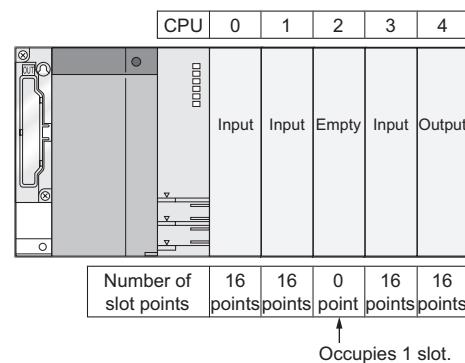 CPU 0 1 2 3 4
OUT
Input Input Empty Input Output
Number of slot points 16 points 16 points 0 point 16 points 16 points
Occupies 1 slot.